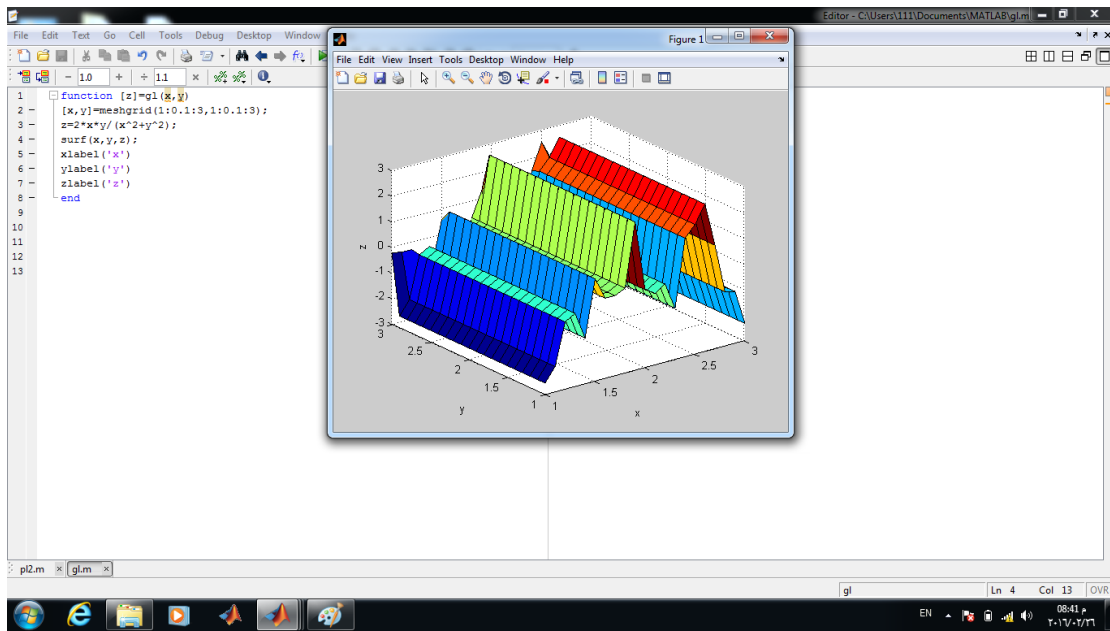 Editor - C:\Users\111\Documents\MATLAB\gl.m
File Edit Text Go Cell Tools Debug Desktop Window
- 1.0 + ÷ 1.1 ×
1 function [z]=gl(x,y)
2 - [x,y]=meshgrid(1:0.1:3,1:0.1:3);
3 - z=2*x*y/(x^2+y^2);
4 - surf(x,y,z);
5 - xlabel('x')
6 - ylabel('y')
7 - zlabel('z')
8 - end
9
10
11
12
13
Figure 1
File Edit View Insert Tools Desktop Window Help
3
2
1
0
-1
-2
-3
z
3
2.5
2
1.5
1
y
1
1.5
2
2.5
3
x
pl2.m × gl.m ×
gl Ln 4 Col 13 OVR
EN 08:41 م
٢٠١٦/٠٢/٢٦